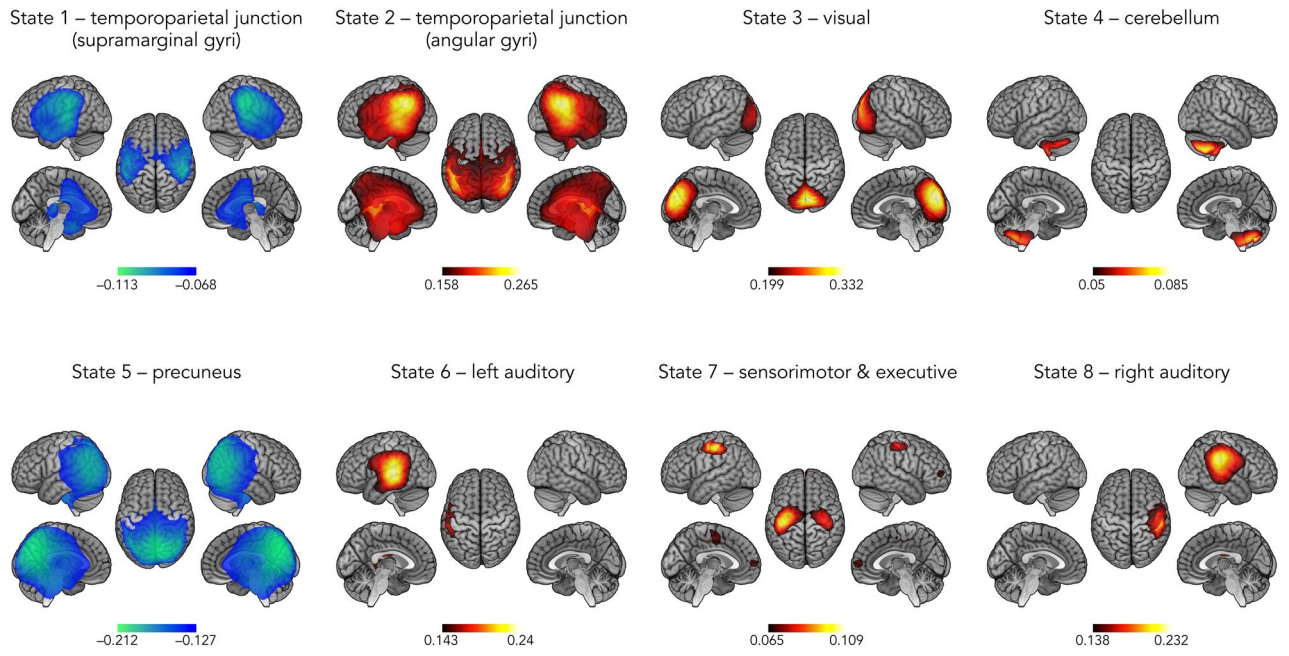 State 1 – temporoparietal junction
(supramarginal gyri)
State 2 – temporoparietal junction
(angular gyri)
State 3 – visual
State 4 – cerebellum
−0.113 −0.068
0.158 0.265
0.199 0.332
0.05 0.085
State 5 – precuneus
State 6 – left auditory
State 7 – sensorimotor & executive
State 8 – right auditory
−0.212 −0.127
0.143 0.24
0.065 0.109
0.138 0.232